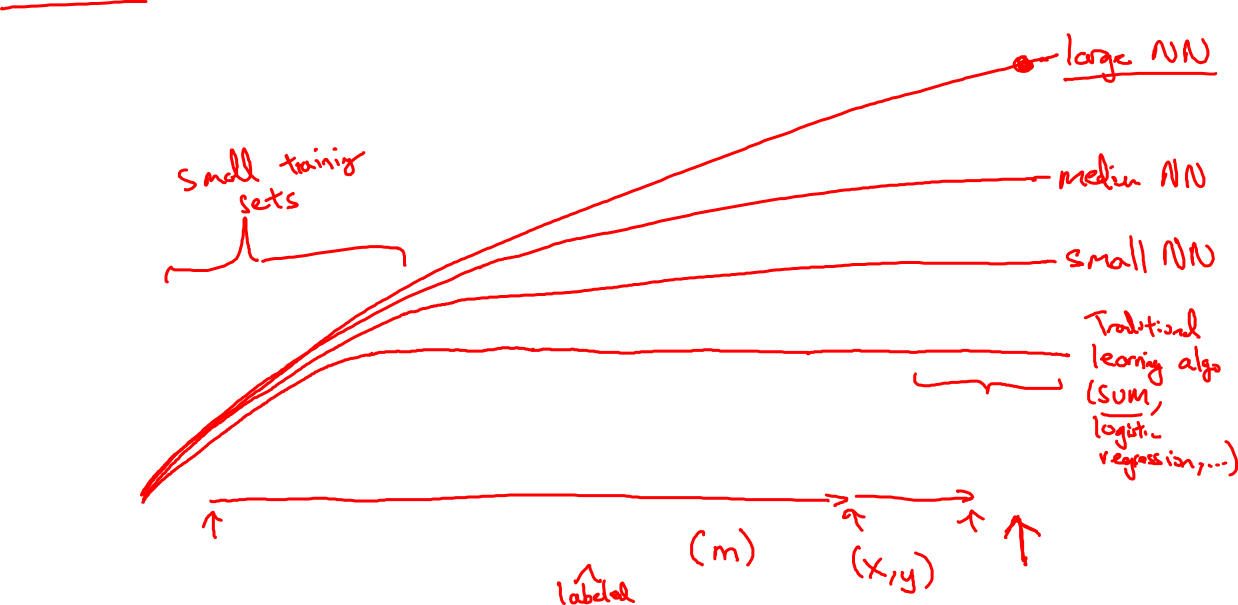 large NN
small training
sets
medium NN
small NN
Traditional
learning algo
(SVM,
logistic
regression,...)
(m)
(x,y)
labeled